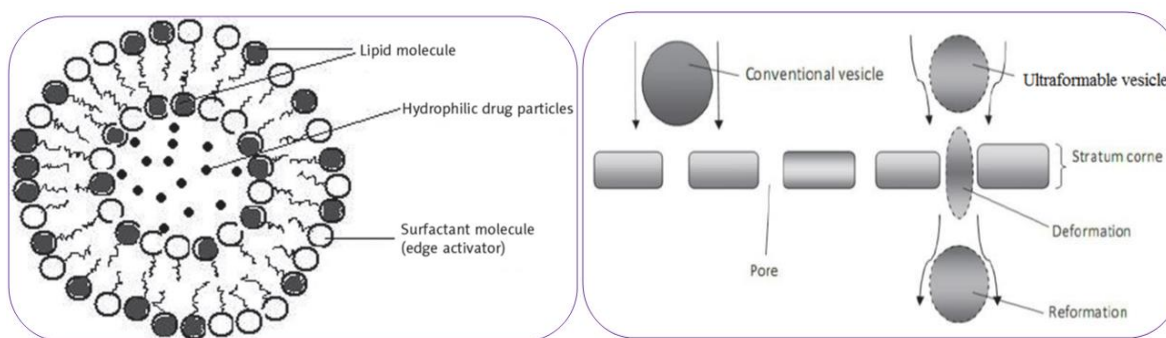 Lipid molecule
Hydrophilic drug particles
Surfactant molecule
(edge activator)
Conventional vesicle
Ultraformable vesicle
Stratum corne
Deformation
Pore
Reformation